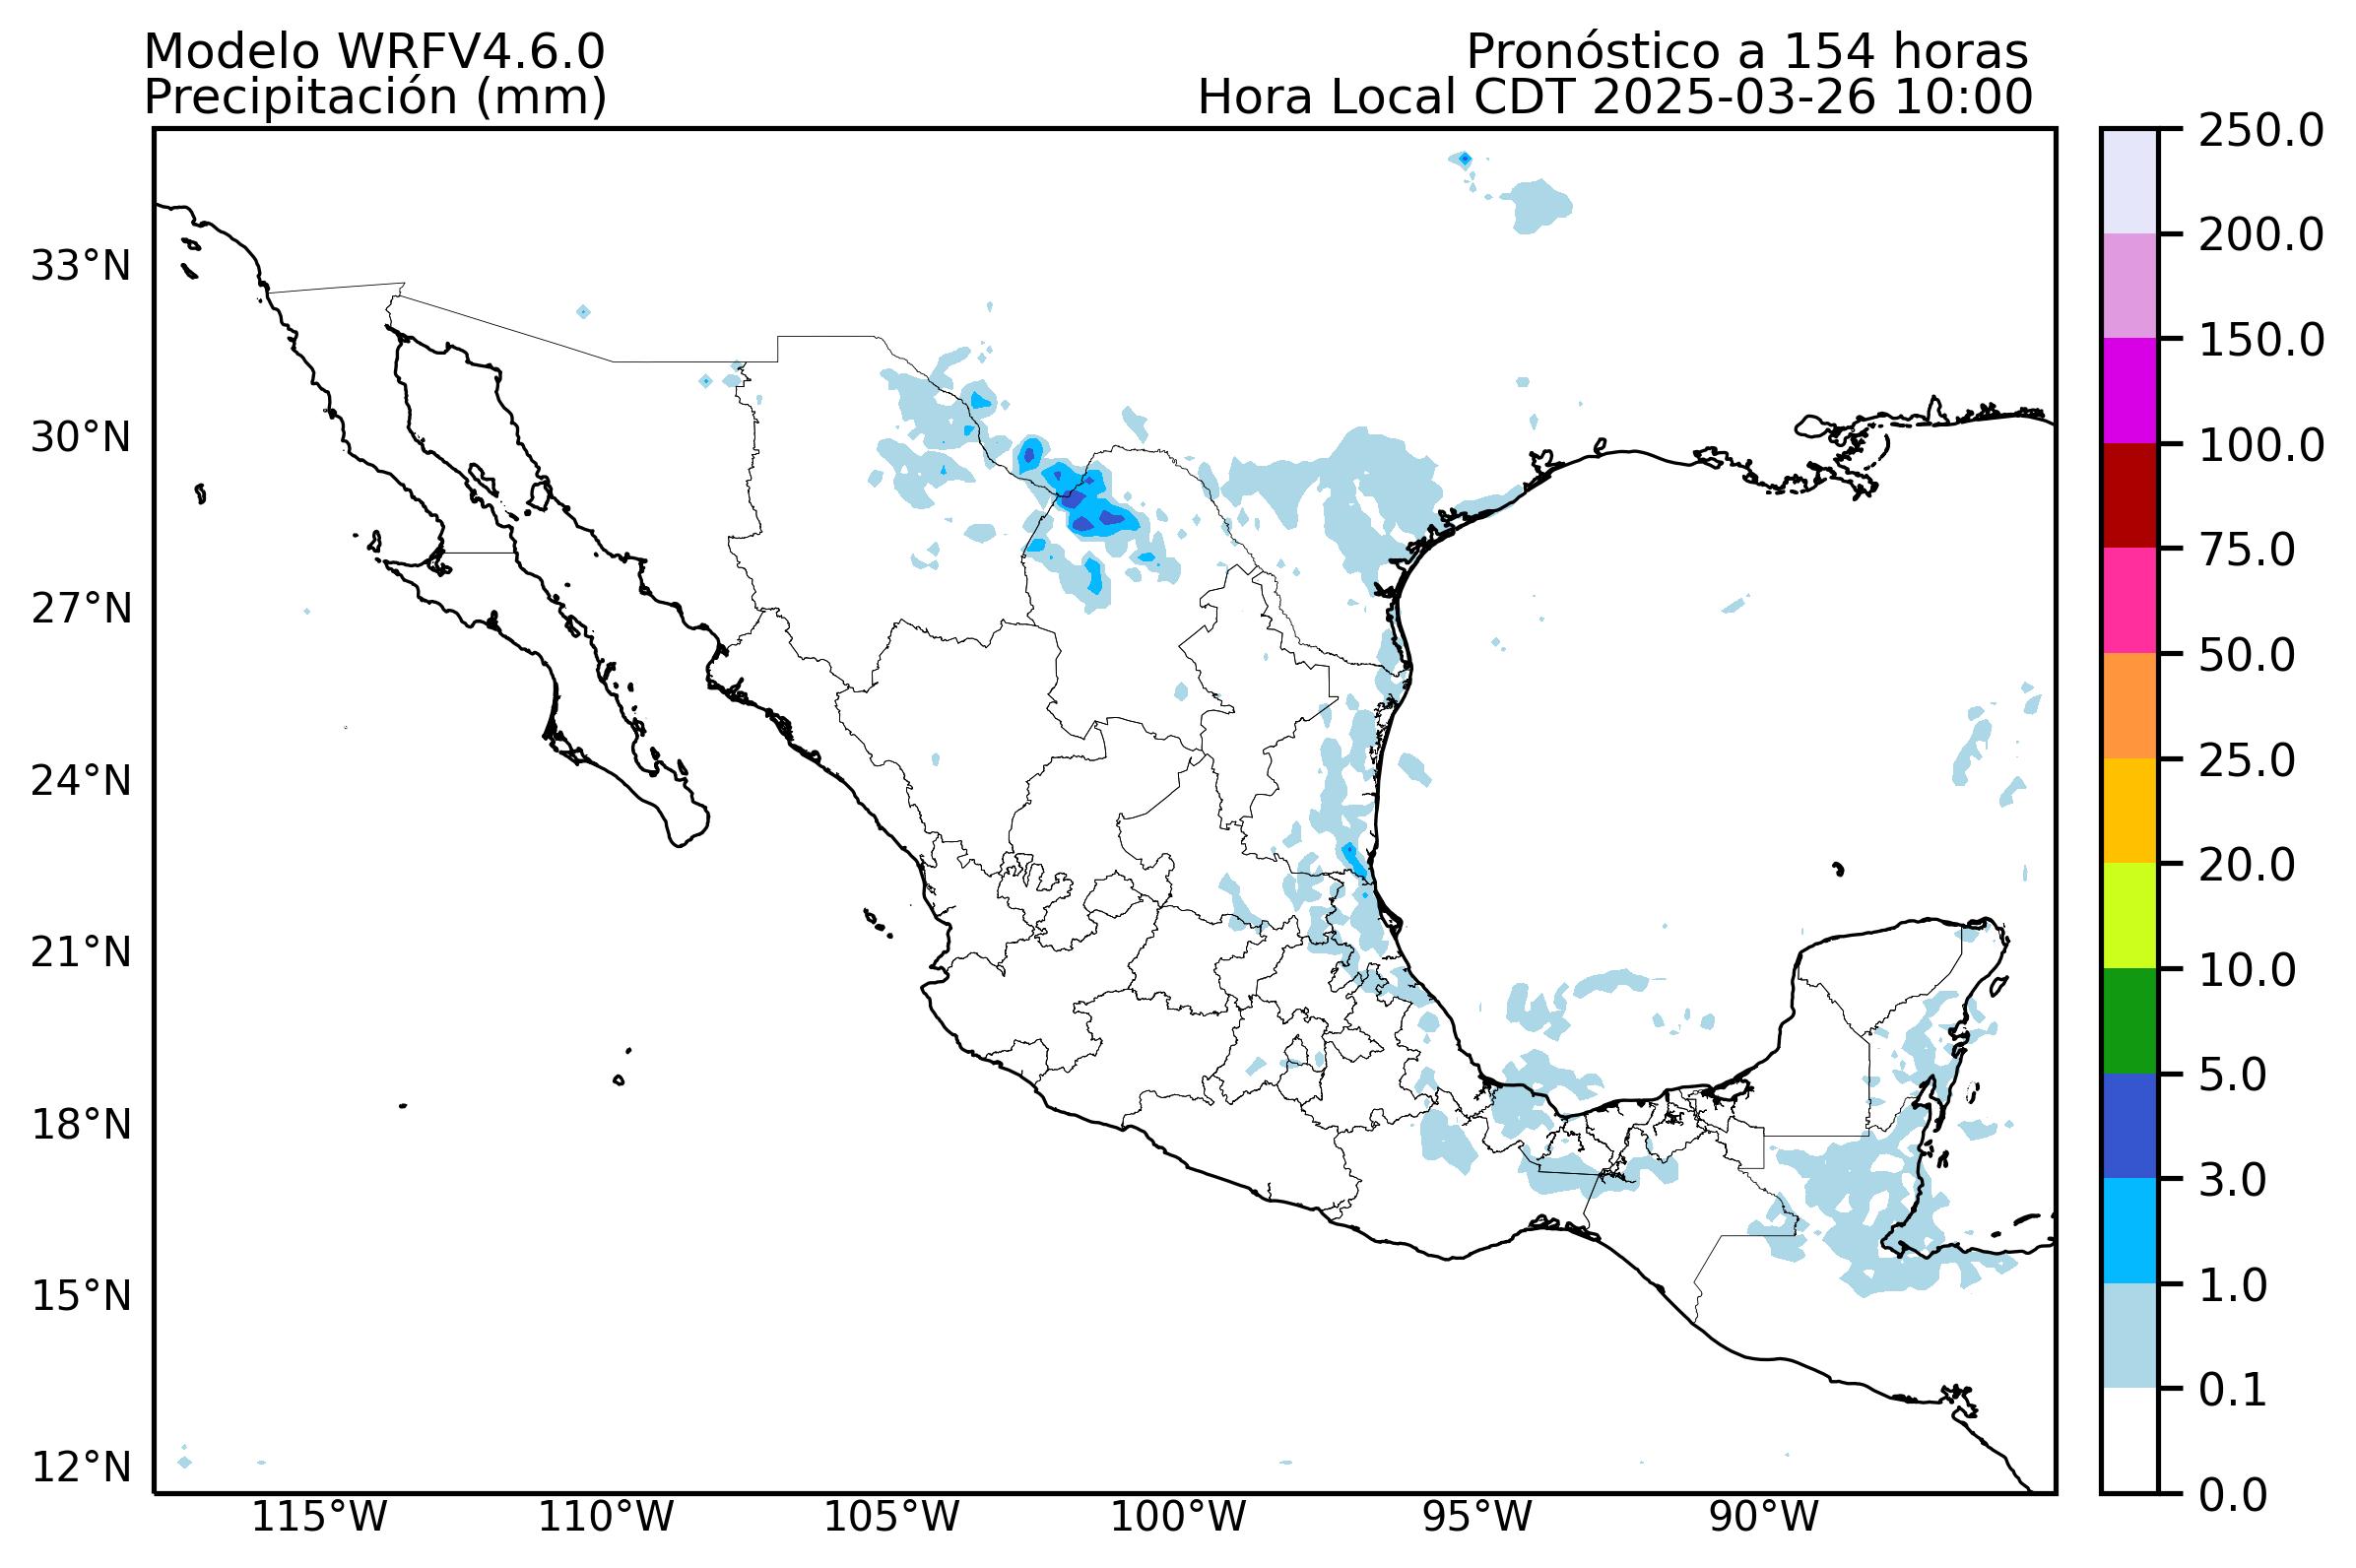 Modelo WRFV4.6.0
Precipitación (mm)
Pronóstico a 154 horas
Hora Local CDT 2025-03-26 10:00
33°N
30°N
27°N
24°N
21°N
18°N
15°N
12°N
115°W
110°W
105°W
100°W
95°W
90°W
250.0
200.0
150.0
100.0
75.0
50.0
25.0
20.0
10.0
5.0
3.0
1.0
0.1
0.0